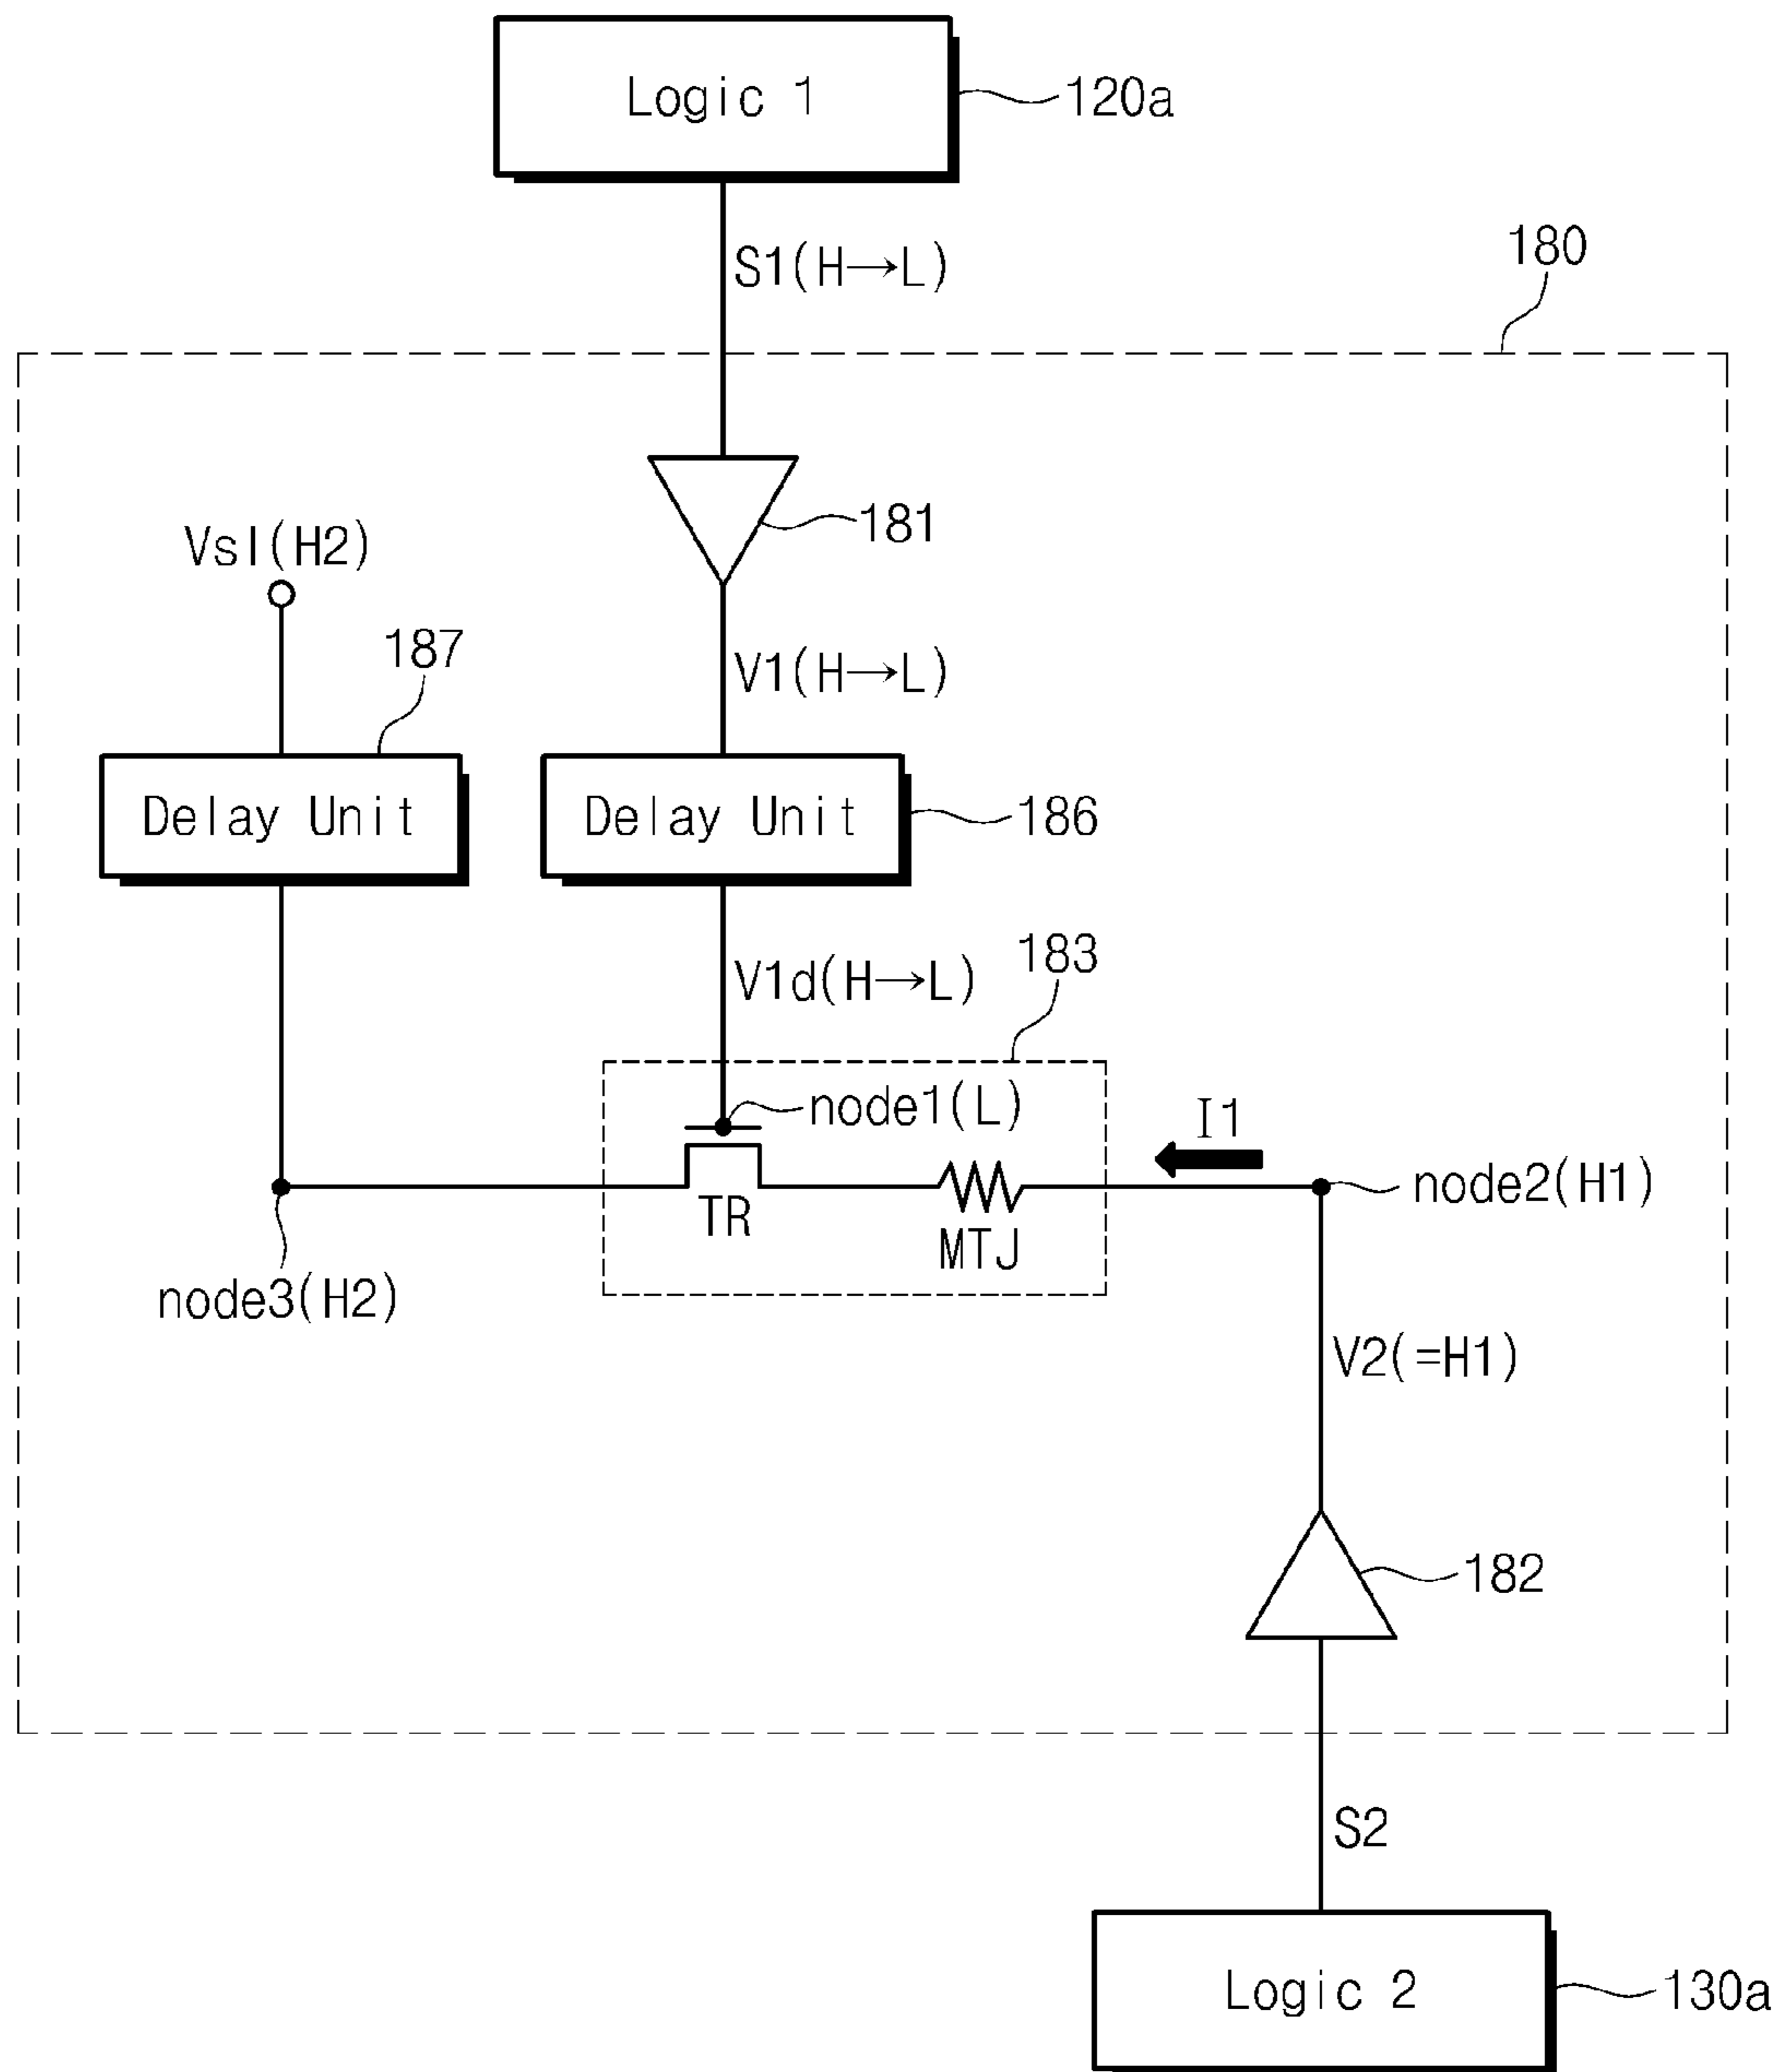 Logic 1
120a
S1(H→L)
180
181
Vsl(H2)
187
V1(H→L)
Delay Unit
Delay Unit
186
V1d(H→L)
183
node1(L)
I1
node2(H1)
TR
MTJ
node3(H2)
V2(=H1)
182
S2
Logic 2
130a